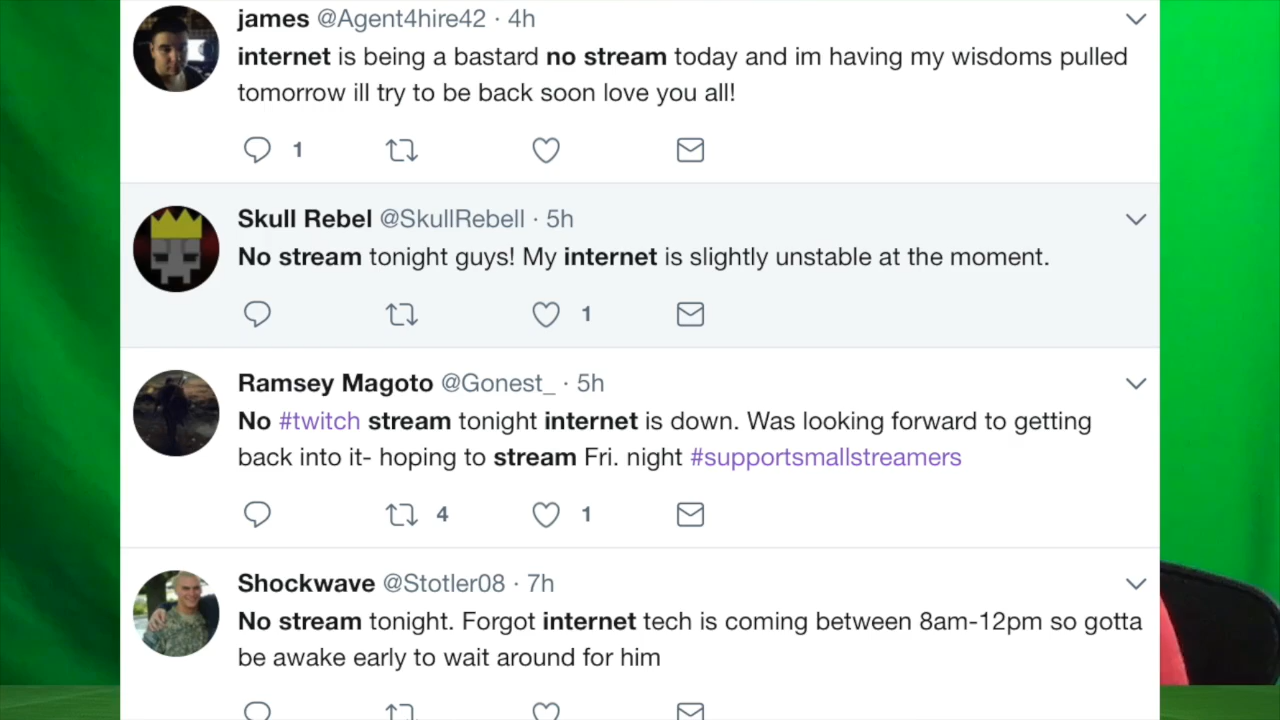 james @Agent4hire42 · 4h
internet is being a bastard no stream today and im having my wisdoms pulled
tomorrow ill try to be back soon love you all!
1
Skull Rebel @SkullRebell · 5h
No stream tonight guys! My internet is slightly unstable at the moment.
1
Ramsey Magoto @Gonest_ · 5h
No #twitch stream tonight internet is down. Was looking forward to getting
back into it- hoping to stream Fri. night #supportsmallstreamers
4 1
Shockwave @Stotler08 · 7h
No stream tonight. Forgot internet tech is coming between 8am-12pm so gotta
be awake early to wait around for him